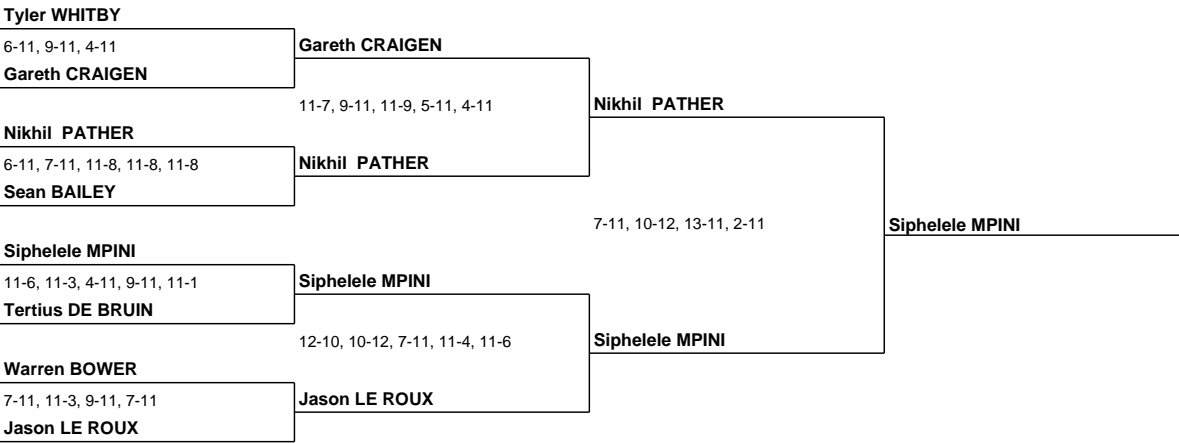 Tyler WHITBY
6-11, 9-11, 4-11
Gareth CRAIGEN
Gareth CRAIGEN
11-7, 9-11, 11-9, 5-11, 4-11
Nikhil PATHER
Nikhil PATHER
6-11, 7-11, 11-8, 11-8, 11-8
Nikhil PATHER
Sean BAILEY
7-11, 10-12, 13-11, 2-11
Siphelele MPINI
Siphelele MPINI
11-6, 11-3, 4-11, 9-11, 11-1
Siphelele MPINI
Tertius DE BRUIN
12-10, 10-12, 7-11, 11-4, 11-6
Siphelele MPINI
Warren BOWER
7-11, 11-3, 9-11, 7-11
Jason LE ROUX
Jason LE ROUX